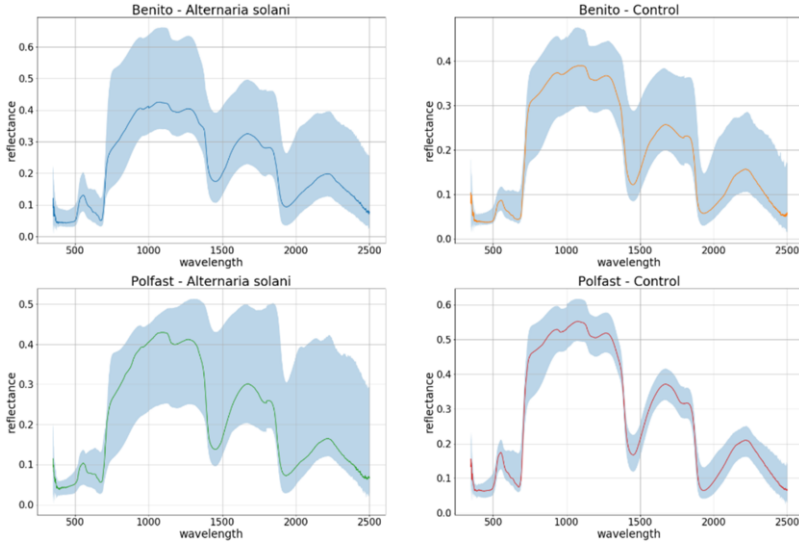 Benito - Alternaria solani
0.6
0.5
0.4
0.3
0.2
0.1
0.0
reflectance
500 1000 1500 2000 2500
wavelength
Benito - Control
0.4
0.3
0.2
0.1
0.0
reflectance
500 1000 1500 2000 2500
wavelength
Polfast - Alternaria solani
0.5
0.4
0.3
0.2
0.1
0.0
reflectance
500 1000 1500 2000 2500
wavelength
Polfast - Control
0.6
0.5
0.4
0.3
0.2
0.1
0.0
reflectance
500 1000 1500 2000 2500
wavelength